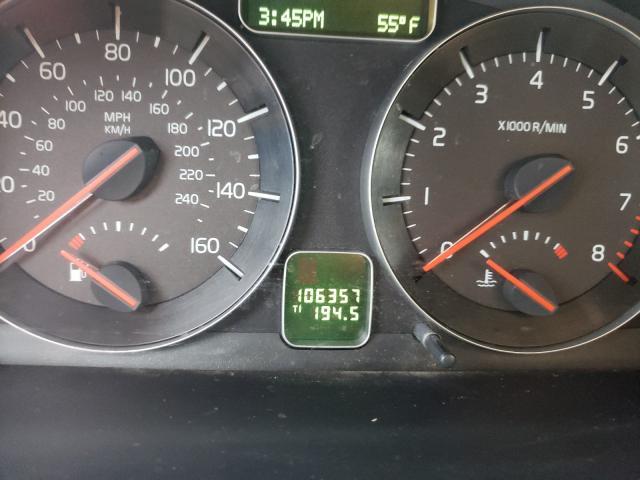 3:45PM 55°F
20 40 60 80 100 120 140 160
0
MPH
KM/H
20 40 60 80 100 120 140 160 180 200 220 240
0 1 2 3 4 5 6 7 8
X1000 R/MIN
106357
T1 194.5